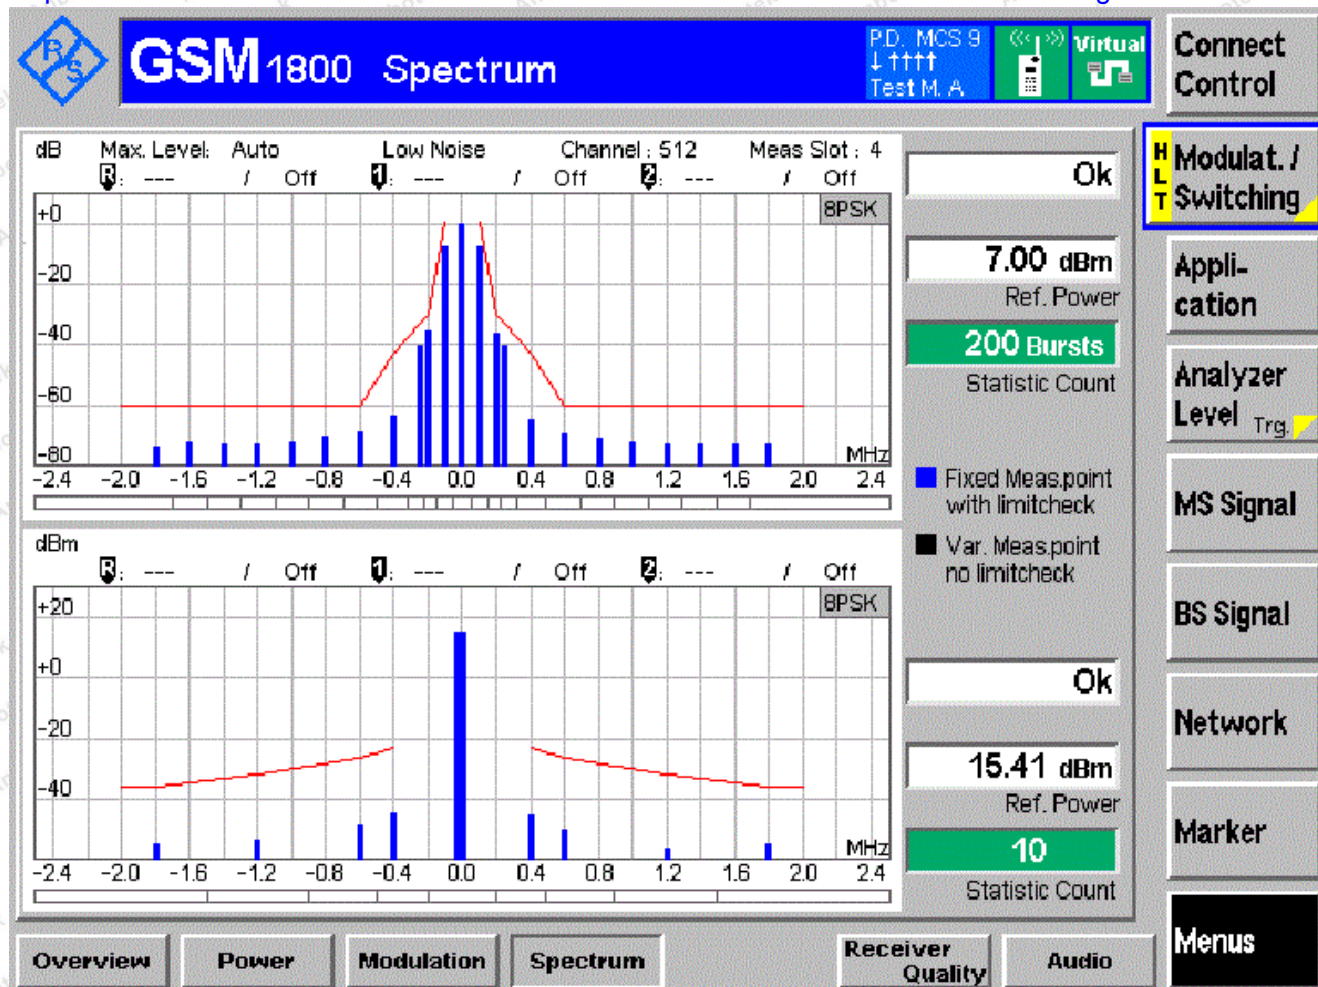 GSM 1800 Spectrum
P.D. MCS 9
↓ ↑↑↑↑
Test M. A
Virtual
Connect
Control
R&S
dB Max. Level: Auto Low Noise Channel : 512 Meas Slot : 4
R: --- / Off 1: --- / Off 2: --- / Off
8PSK
+0
-20
-40
-60
-80
MHz
-2.4 -2.0 -1.6 -1.2 -0.8 -0.4 0.0 0.4 0.8 1.2 1.6 2.0 2.4
Ok
7.00 dBm
Ref. Power
200 Bursts
Statistic Count
Fixed Meas.point
with limitcheck
Var. Meas.point
no limitcheck
dBm
R: --- / Off 1: --- / Off 2: --- / Off
8PSK
+20
+0
-20
-40
MHz
-2.4 -2.0 -1.6 -1.2 -0.8 -0.4 0.0 0.4 0.8 1.2 1.6 2.0 2.4
Ok
15.41 dBm
Ref. Power
10
Statistic Count
HLT
Modulat. /
Switching
Appli-
cation
Analyzer
Level Trg.
MS Signal
BS Signal
Network
Marker
Menus
Overview
Power
Modulation
Spectrum
Receiver
Quality
Audio